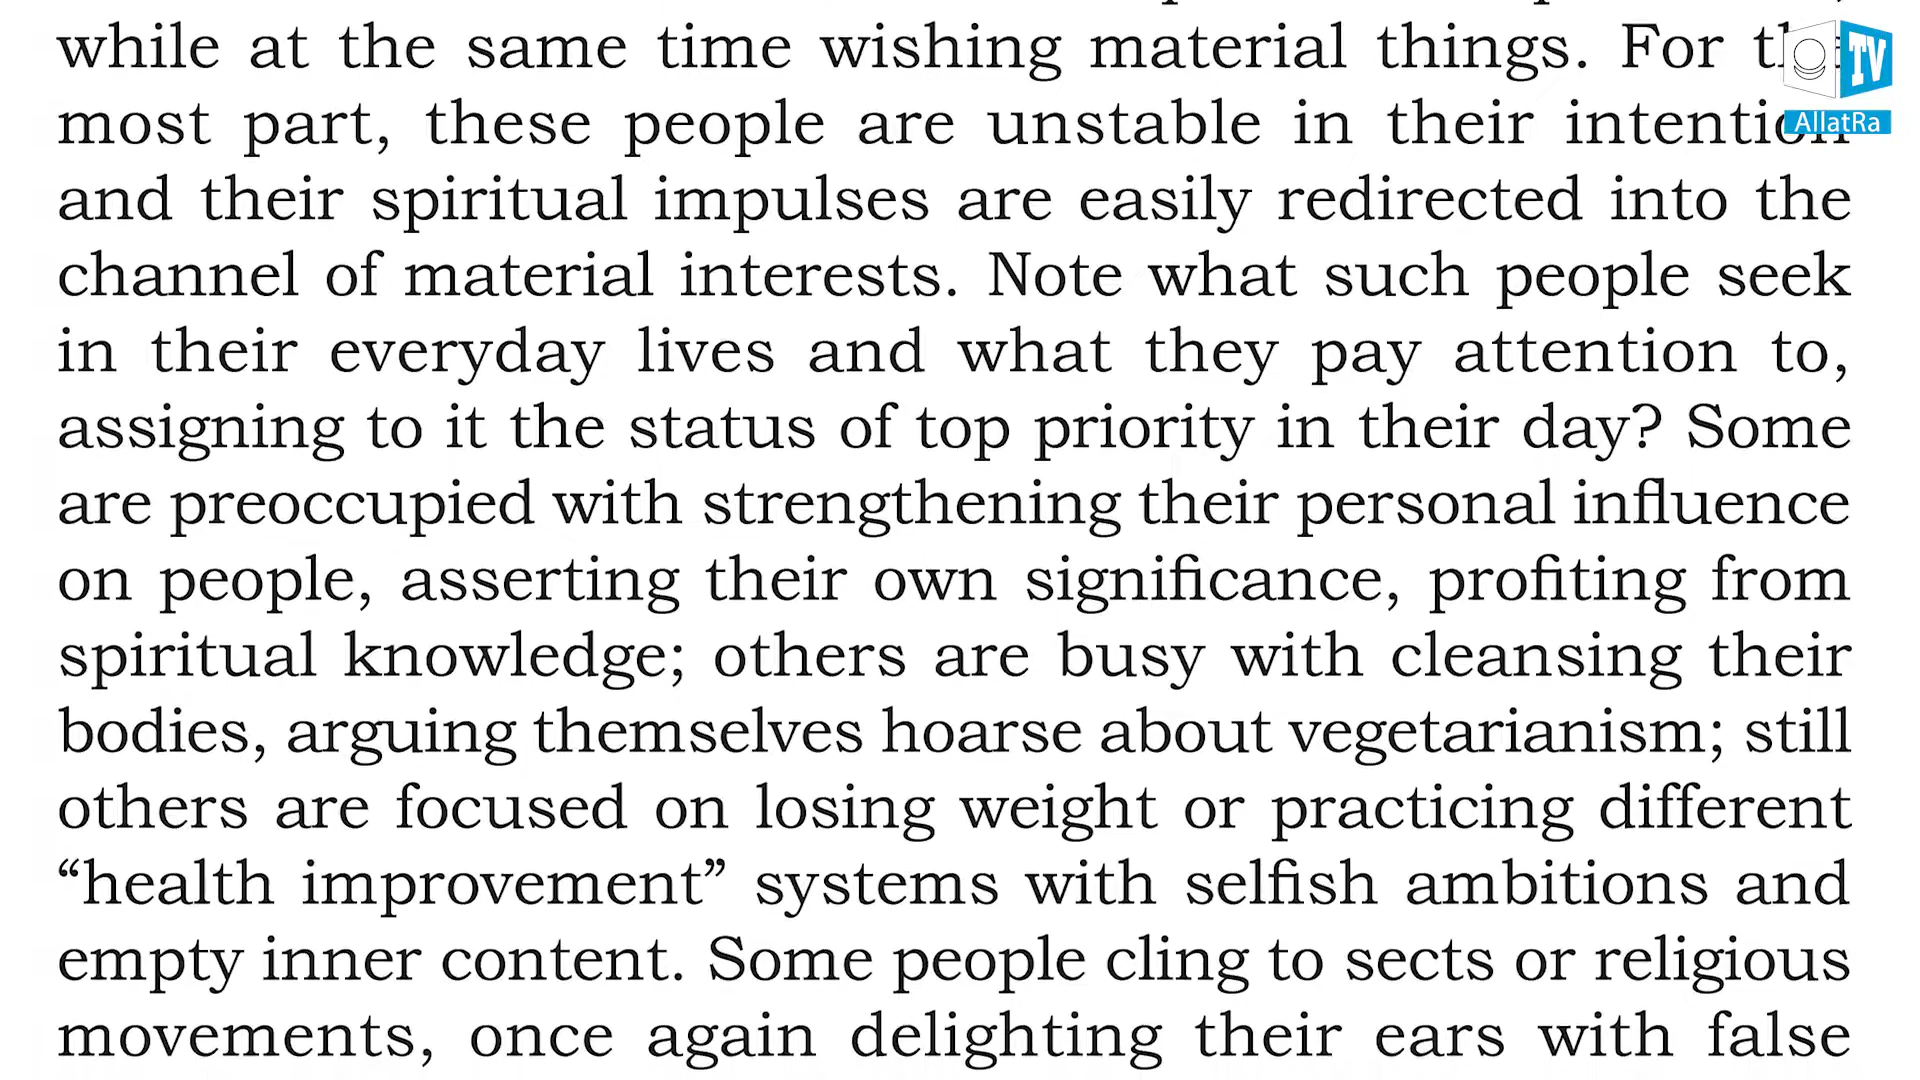 while at the same time wishing material things. For the
most part, these people are unstable in their intention
and their spiritual impulses are easily redirected into the
channel of material interests. Note what such people seek
in their everyday lives and what they pay attention to,
assigning to it the status of top priority in their day? Some
are preoccupied with strengthening their personal influence
on people, asserting their own significance, profiting from
spiritual knowledge; others are busy with cleansing their
bodies, arguing themselves hoarse about vegetarianism; still
others are focused on losing weight or practicing different
“health improvement” systems with selfish ambitions and
empty inner content. Some people cling to sects or religious
movements, once again delighting their ears with false
TV
AllatRa